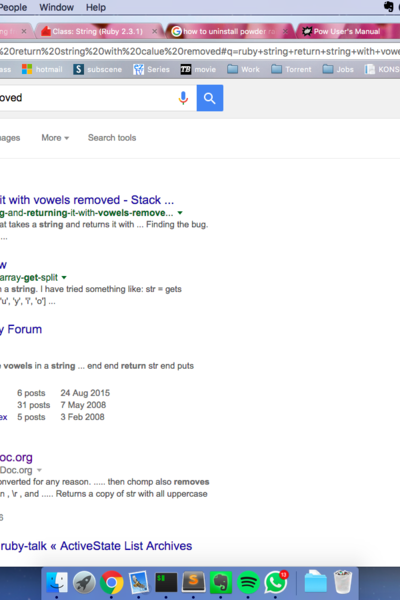 People Window Help
Class: String (Ruby 2.3.1) how to uninstall powder Pow User's Manual
%20return%20string%20with%20calue%20removed#q=ruby+string+return+string+with+vowe
ass hotmail subscene Series movie Work Torrent Jobs KONS
oved
ages More Search tools
it with vowels removed - Stack ...
g-and-returning-it-with-vowels-remove...
at takes a string and returns it with ... Finding the bug.
...
w
array-get-split
n a string. I have tried something like: str = gets
'u', 'y', 'i', 'o'] ...
y Forum
e vowels in a string ... end end return str end puts
6 posts 24 Aug 2015
31 posts 7 May 2008
ex 5 posts 3 Feb 2008
oc.org
Doc.org
onverted for any reason. ..... then chomp also removes
n , \r , and ..... Returns a copy of str with all uppercase
6
ruby-talk « ActiveState List Archives